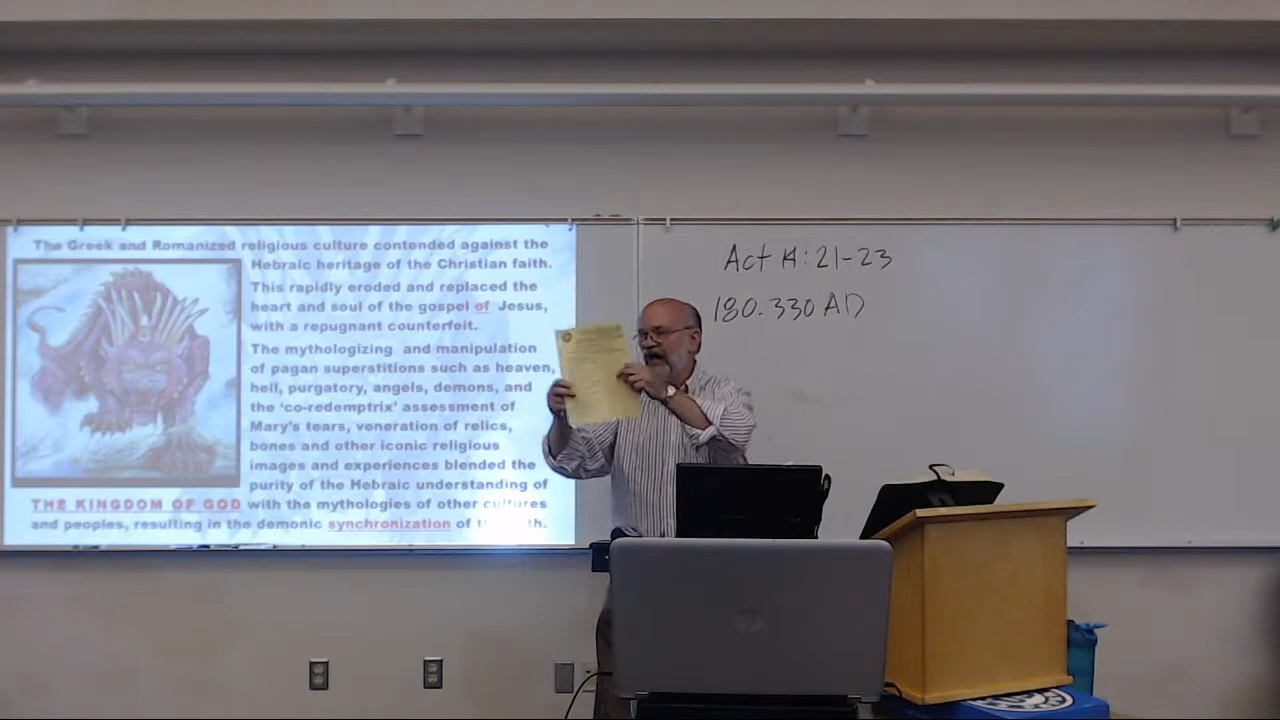 The Greek and Romanized religious culture contended against the
Hebraic heritage of the Christian faith.
This rapidly eroded and replaced the
heart and soul of the gospel of Jesus,
with a repugnant counterfeit.
The mythologizing and manipulation
of pagan superstitions such as heaven,
hell, purgatory, angels, demons, and
the ‘co-redemptrix’ assessment of
Mary’s tears, veneration of relics,
bones and other iconic religious
images and experiences blended the
purity of the Hebraic understanding of
THE KINGDOM OF GOD with the mythologies of other cultures
and peoples, resulting in the demonic synchronization of
Act 14:21-23
180-330 AD